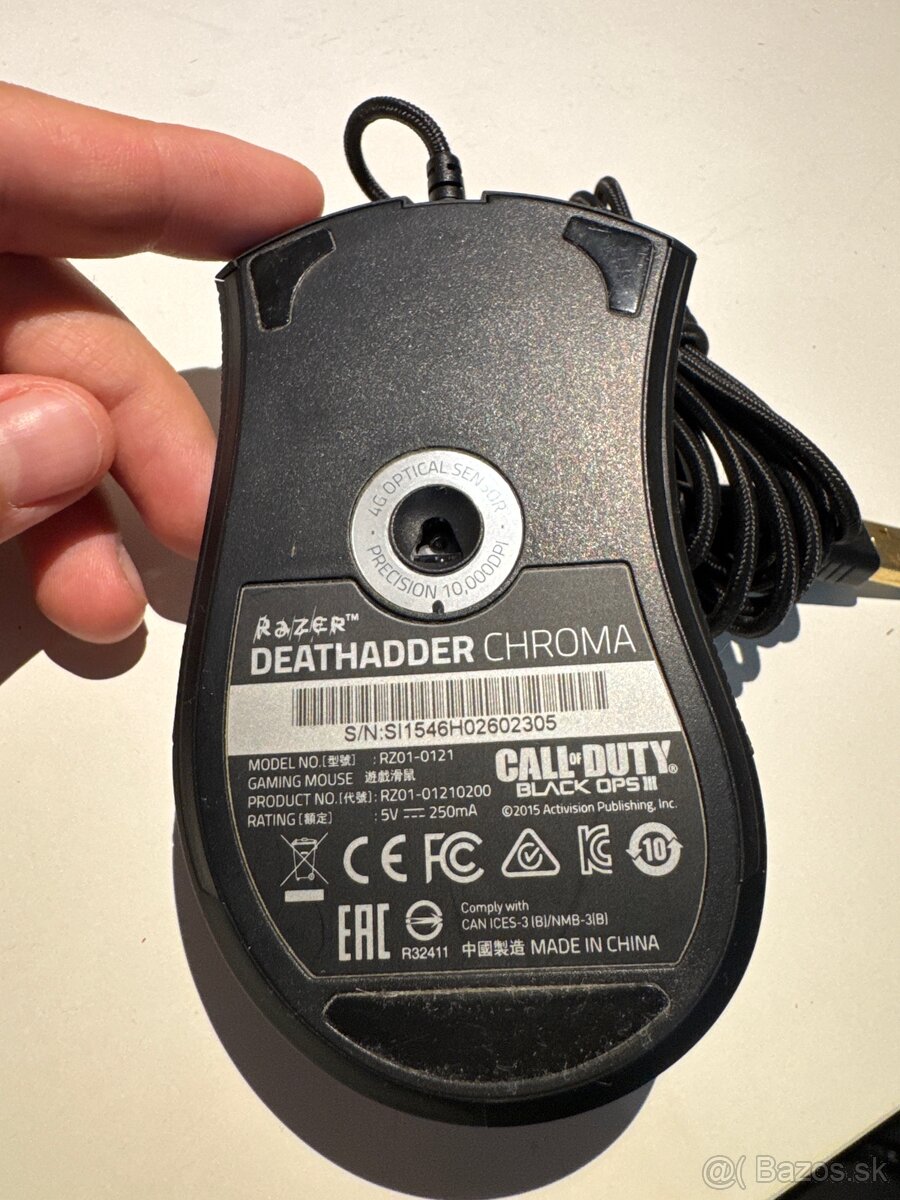 4G OPTICAL SENSOR
PRECISION 10,000DPI
RAZER™
DEATHADDER CHROMA
S/N:SI1546H02602305
MODEL NO.[型號] : RZ01-0121
GAMING MOUSE 遊戲滑鼠
PRODUCT NO.[代號] : RZ01-01210200
RATING [額定] : 5V ⎓ 250mA
CALL OF DUTY®
BLACK OPS III
©2015 Activision Publishing, Inc.
CE FC KC 10
EAC
R32411
Comply with
CAN ICES-3 (B)/NMB-3(B)
中國製造 MADE IN CHINA
@( Bazos.sk